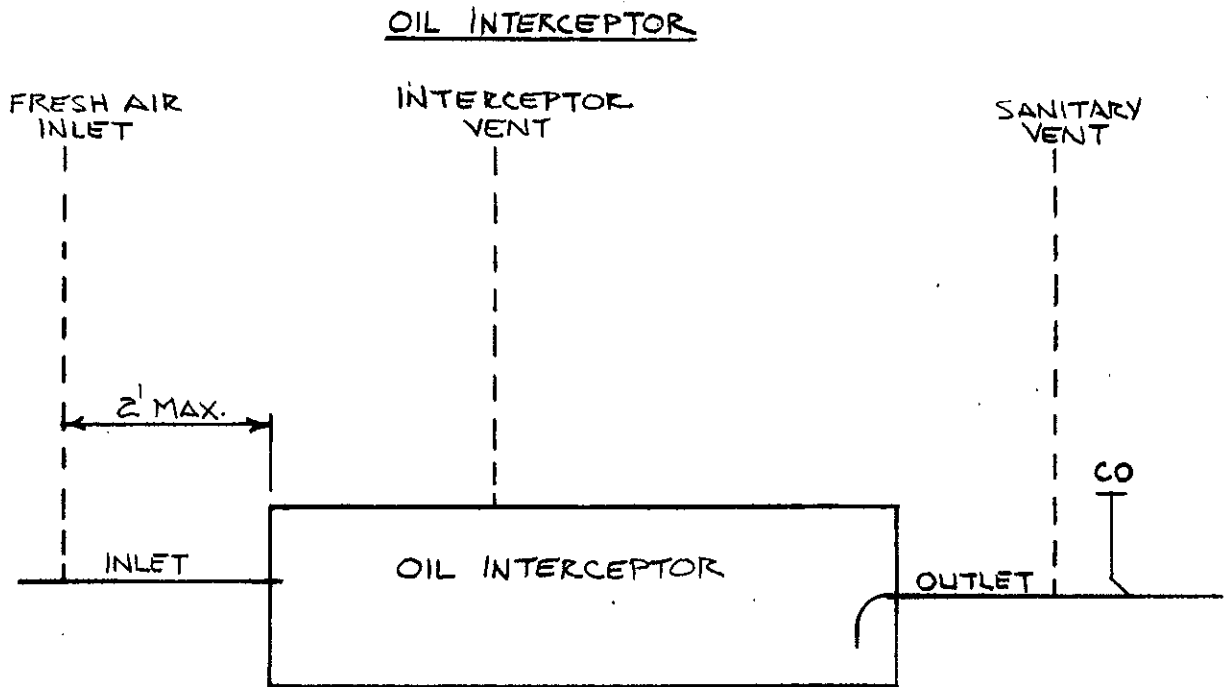 OIL INTERCEPTOR
FRESH AIR
INLET
INTERCEPTOR
VENT
SANITARY
VENT
2' MAX.
CO
INLET
OIL INTERCEPTOR
OUTLET